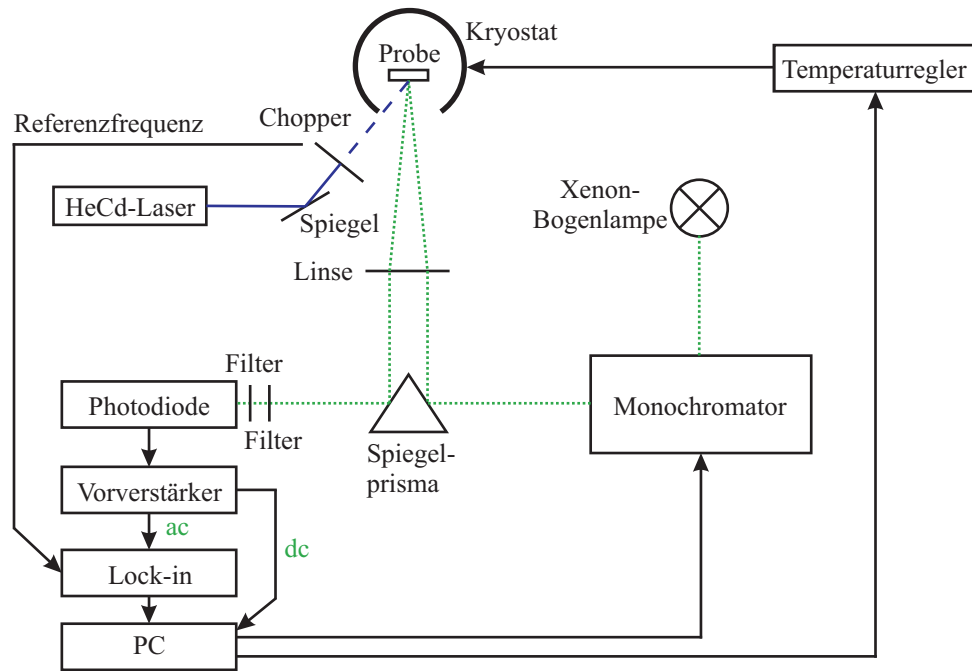 Kryostat
Probe
Temperaturregler
Chopper
Referenzfrequenz
HeCd-Laser
Spiegel
Xenon-
Bogenlampe
Linse
Filter
Photodiode
Filter
Monochromator
Spiegel-
prisma
Vorverstärker
ac
dc
Lock-in
PC